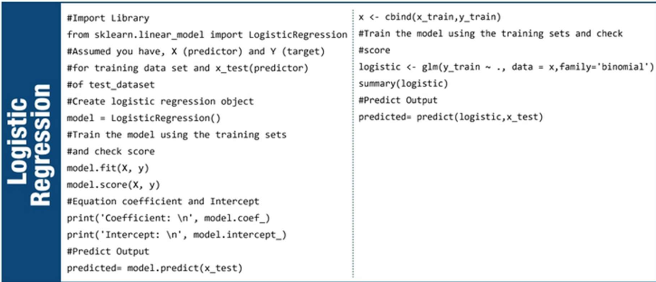 Logistic
Regression
#Import Library
from sklearn.linear_model import LogisticRegression
#Assumed you have, X (predictor) and Y (target)
#for training data set and x_test(predictor)
#of test_dataset
#Create logistic regression object
model = LogisticRegression()
#Train the model using the training sets
#and check score
model.fit(X, y)
model.score(X, y)
#Equation coefficient and Intercept
print('Coefficient: \n', model.coef_)
print('Intercept: \n', model.intercept_)
#Predict Output
predicted= model.predict(x_test)
x <- cbind(x_train,y_train)
#Train the model using the training sets and check
#score
logistic <- glm(y_train ~ ., data = x,family='binomial')
summary(logistic)
#Predict Output
predicted= predict(logistic,x_test)